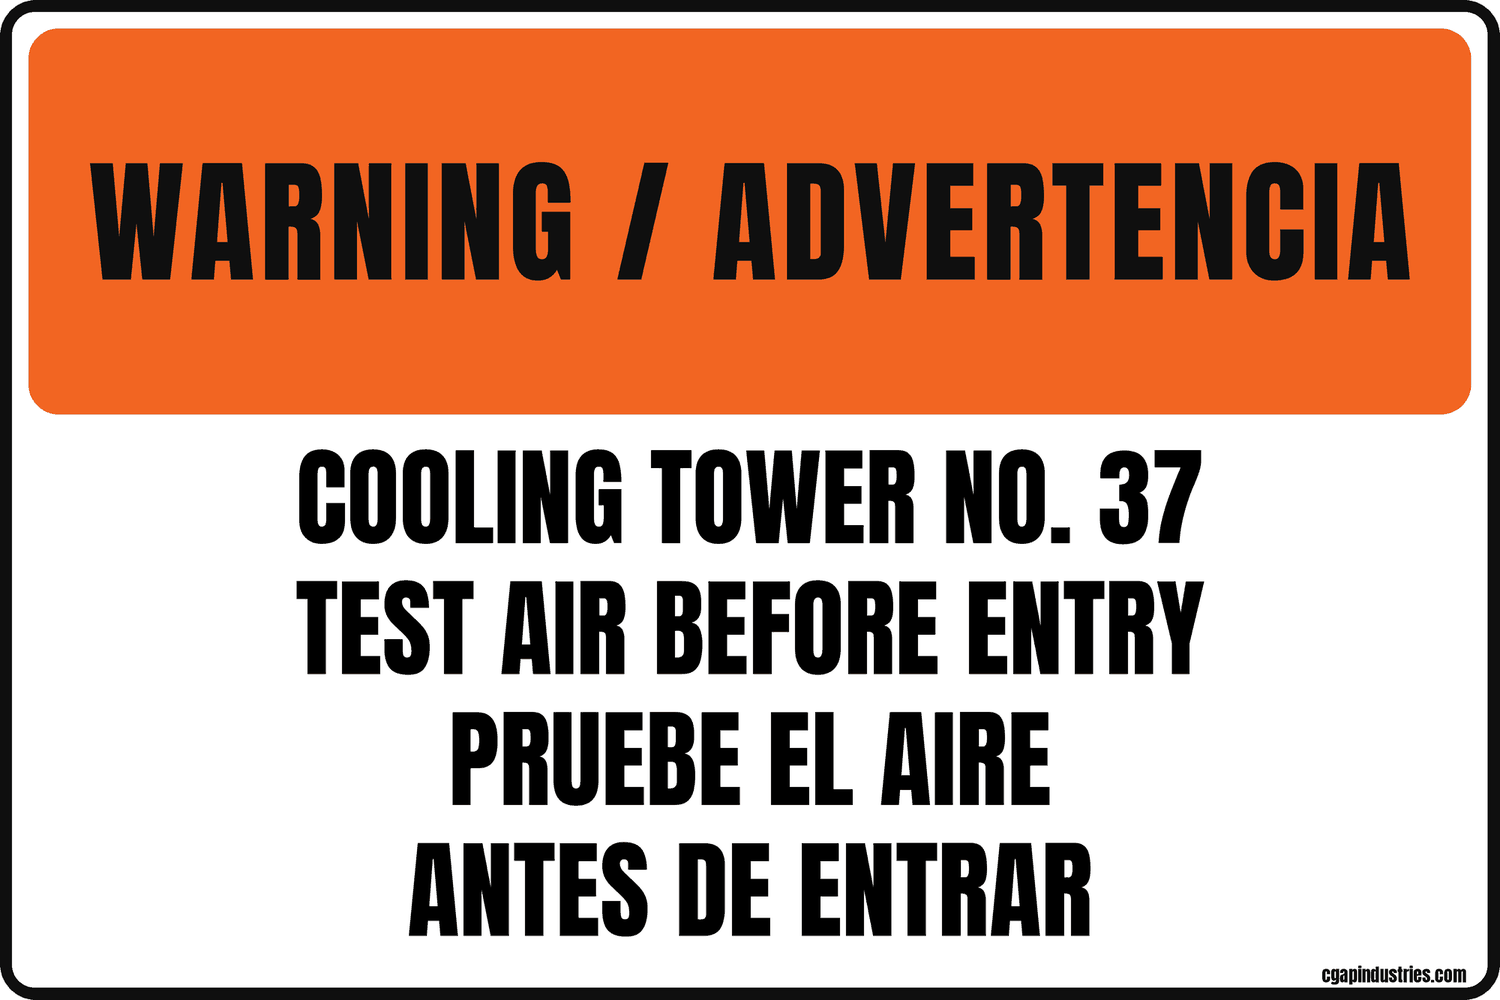 WARNING / ADVERTENCIA
COOLING TOWER NO. 37
TEST AIR BEFORE ENTRY
PRUEBE EL AIRE
ANTES DE ENTRAR
cgapindustries.com